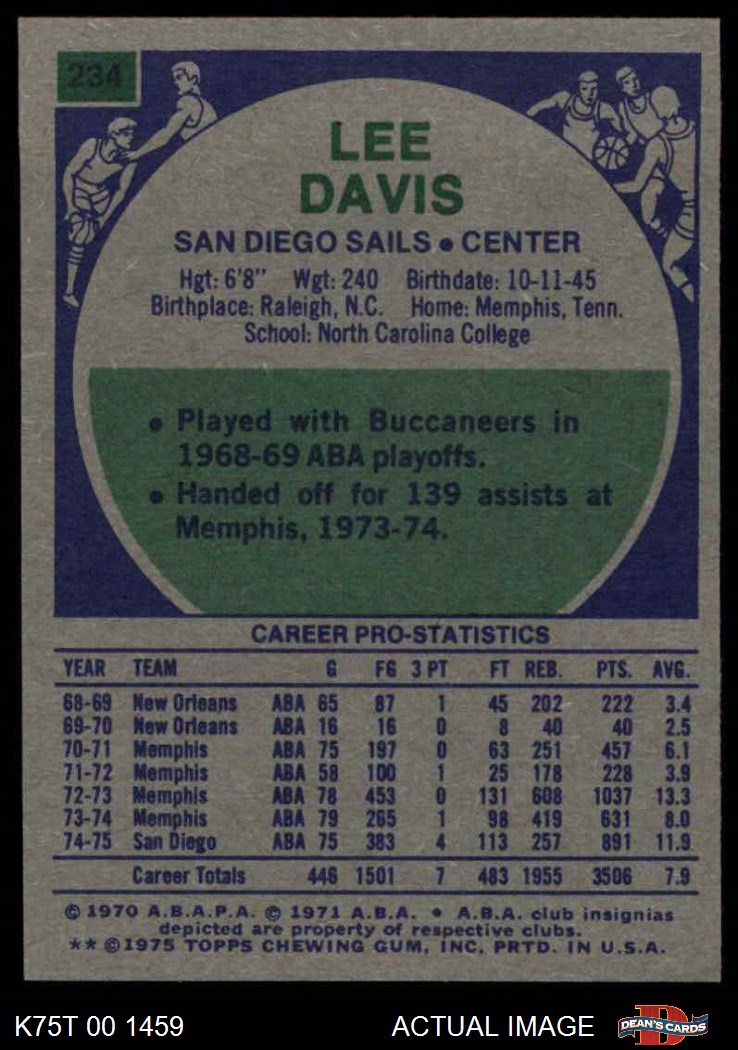 234
LEE
DAVIS
SAN DIEGO SAILS • CENTER
Hgt: 6'8" Wgt: 240 Birthdate: 10-11-45
Birthplace: Raleigh, N.C. Home: Memphis, Tenn.
School: North Carolina College
• Played with Buccaneers in
1968-69 ABA playoffs.
• Handed off for 139 assists at
Memphis, 1973-74.
CAREER PRO-STATISTICS
YEAR TEAM G FG 3 PT FT REB. PTS. AVG.
68-69 New Orleans ABA 65 87 1 45 202 222 3.4
69-70 New Orleans ABA 16 16 0 8 40 40 2.5
70-71 Memphis ABA 75 197 0 63 251 457 6.1
71-72 Memphis ABA 58 100 1 25 178 228 3.9
72-73 Memphis ABA 78 453 0 131 608 1037 13.3
73-74 Memphis ABA 79 265 1 98 419 631 8.0
74-75 San Diego ABA 75 383 4 113 257 891 11.9
Career Totals 446 1501 7 483 1955 3506 7.9
© 1970 A.B.A.P.A. © 1971 A.B.A. • A.B.A. club insignias
depicted are property of respective clubs.
** ©1975 TOPPS CHEWING GUM, INC. PRTD. IN U.S.A.
K75T 00 1459 ACTUAL IMAGE
D
DEAN'S CARDS